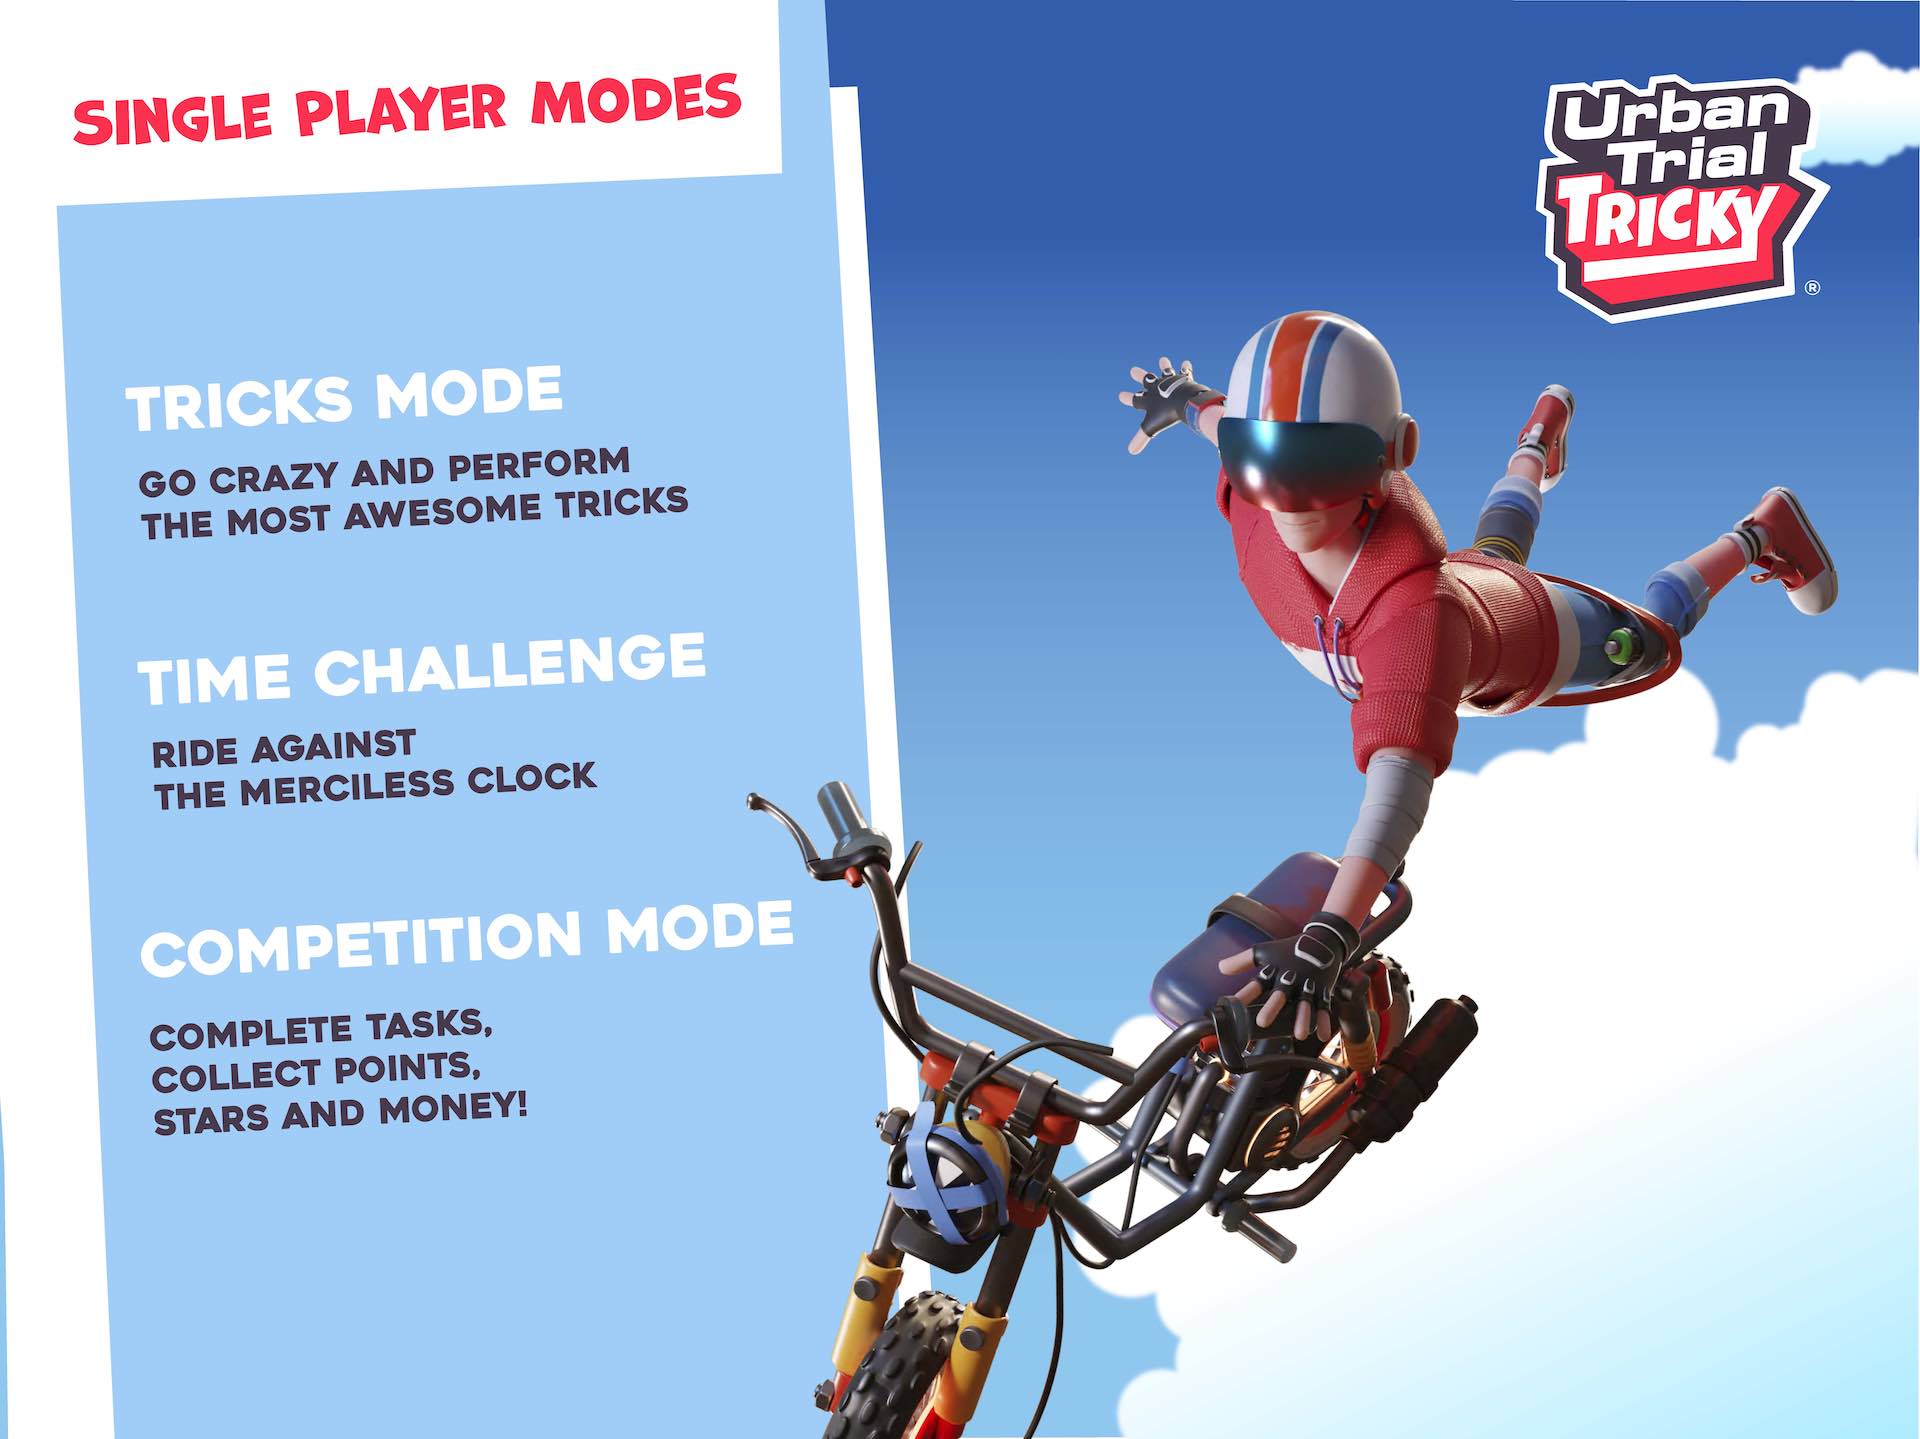 SINGLE PLAYER MODES
Urban
Trial
TRICKY
®
TRICKS MODE
GO CRAZY AND PERFORM
THE MOST AWESOME TRICKS
TIME CHALLENGE
RIDE AGAINST
THE MERCILESS CLOCK
COMPETITION MODE
COMPLETE TASKS,
COLLECT POINTS,
STARS AND MONEY!